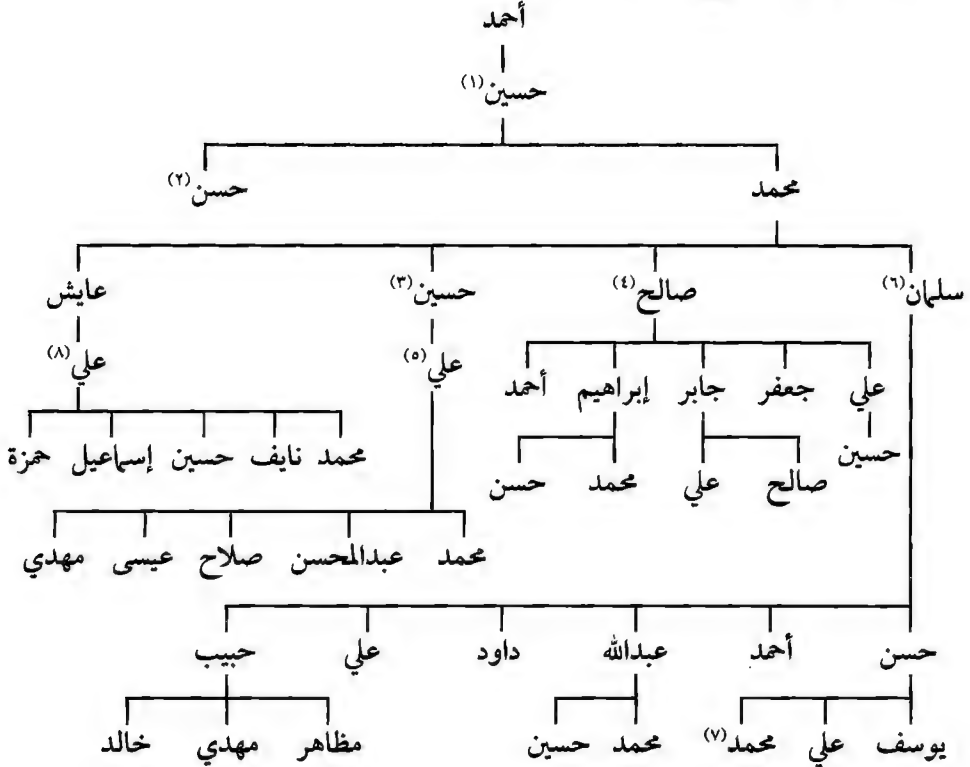 أحمد
حسين(١)
محمد حسن(٢)
سلمان(٦) صالح(٤) حسين(٣) عايش
علي(٥) علي(٨)
علي جعفر جابر إبراهيم أحمد
حسين
محمد نايف حسين إسماعيل حمزة
صالح علي محمد حسن
محمد عبدالمحسن صلاح عيسى مهدي
حسن أحمد عبدالله داود علي حبيب
يوسف علي محمد(٧) محمد حسين مظاهر مهدي خالد